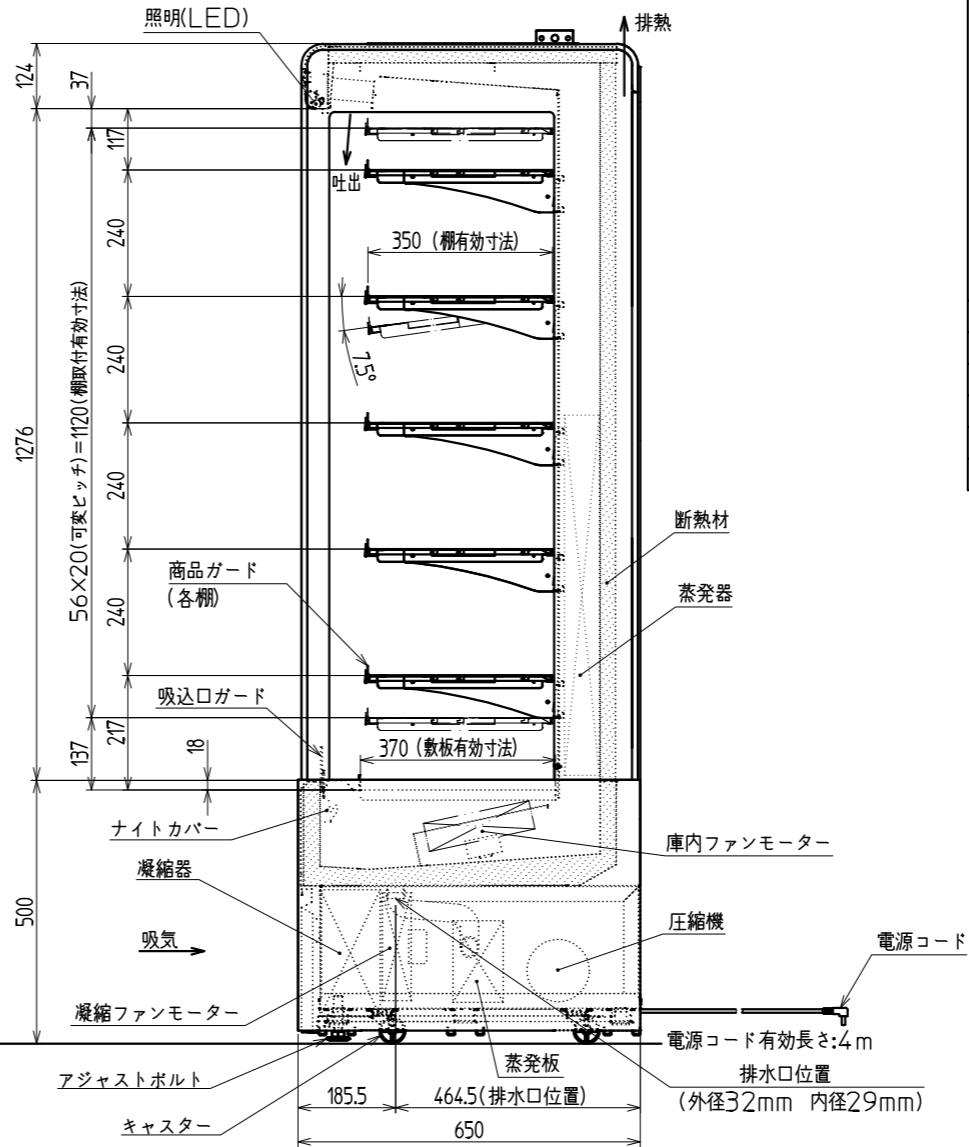 照明(LED)
排熱
124
37
117
吐出
240
350 (棚有効寸法)
240
7.5°
1276
56×20(可変ピッチ)=1120(棚取付有効寸法)
240
断熱材
商品ガード
(各棚)
240
蒸発器
吸込口ガード
217
137
18
370 (敷板有効寸法)
ナイトカバー
庫内ファンモーター
凝縮器
500
吸気
圧縮機
電源コード
凝縮ファンモーター
電源コード有効長さ:4m
蒸発板
アジャストボルト
排水口位置
(外径32mm 内径29mm)
185.5
464.5(排水口位置)
キャスター
650